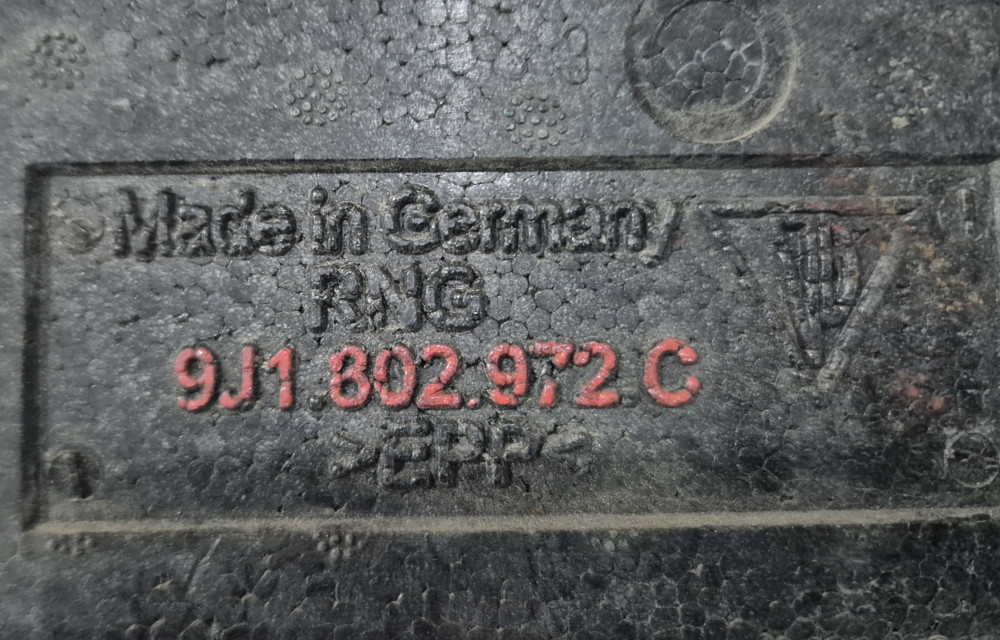 Made in Germany
RNG
9J1.802.972.C
>EPP<